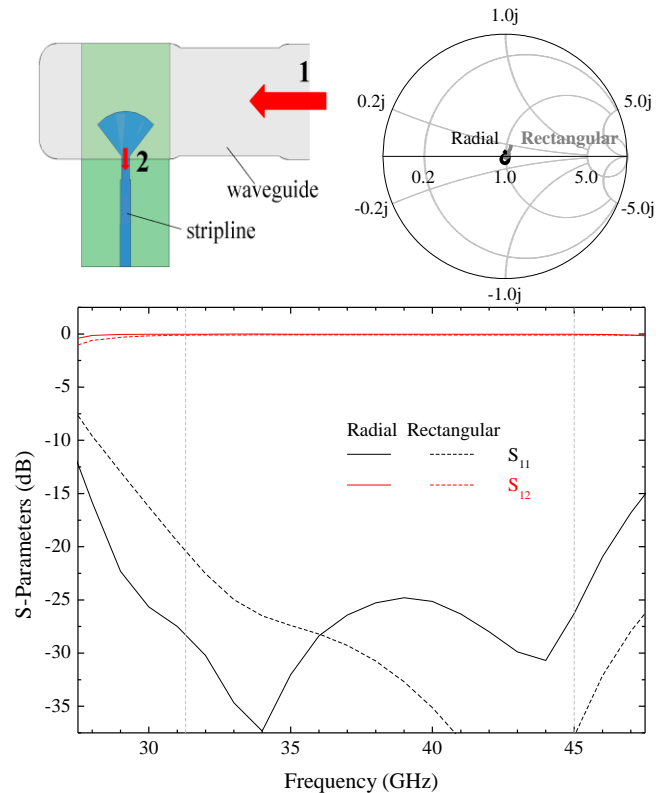 1
2
waveguide
stripline
1.0j
0.2j
5.0j
Radial
Rectangular
0.2
1.0
5.0
-0.2j
-5.0j
-1.0j
0
-5
-10
-15
-20
-25
-30
-35
S-Parameters (dB)
Radial Rectangular
S11
S12
30 35 40 45
Frequency (GHz)